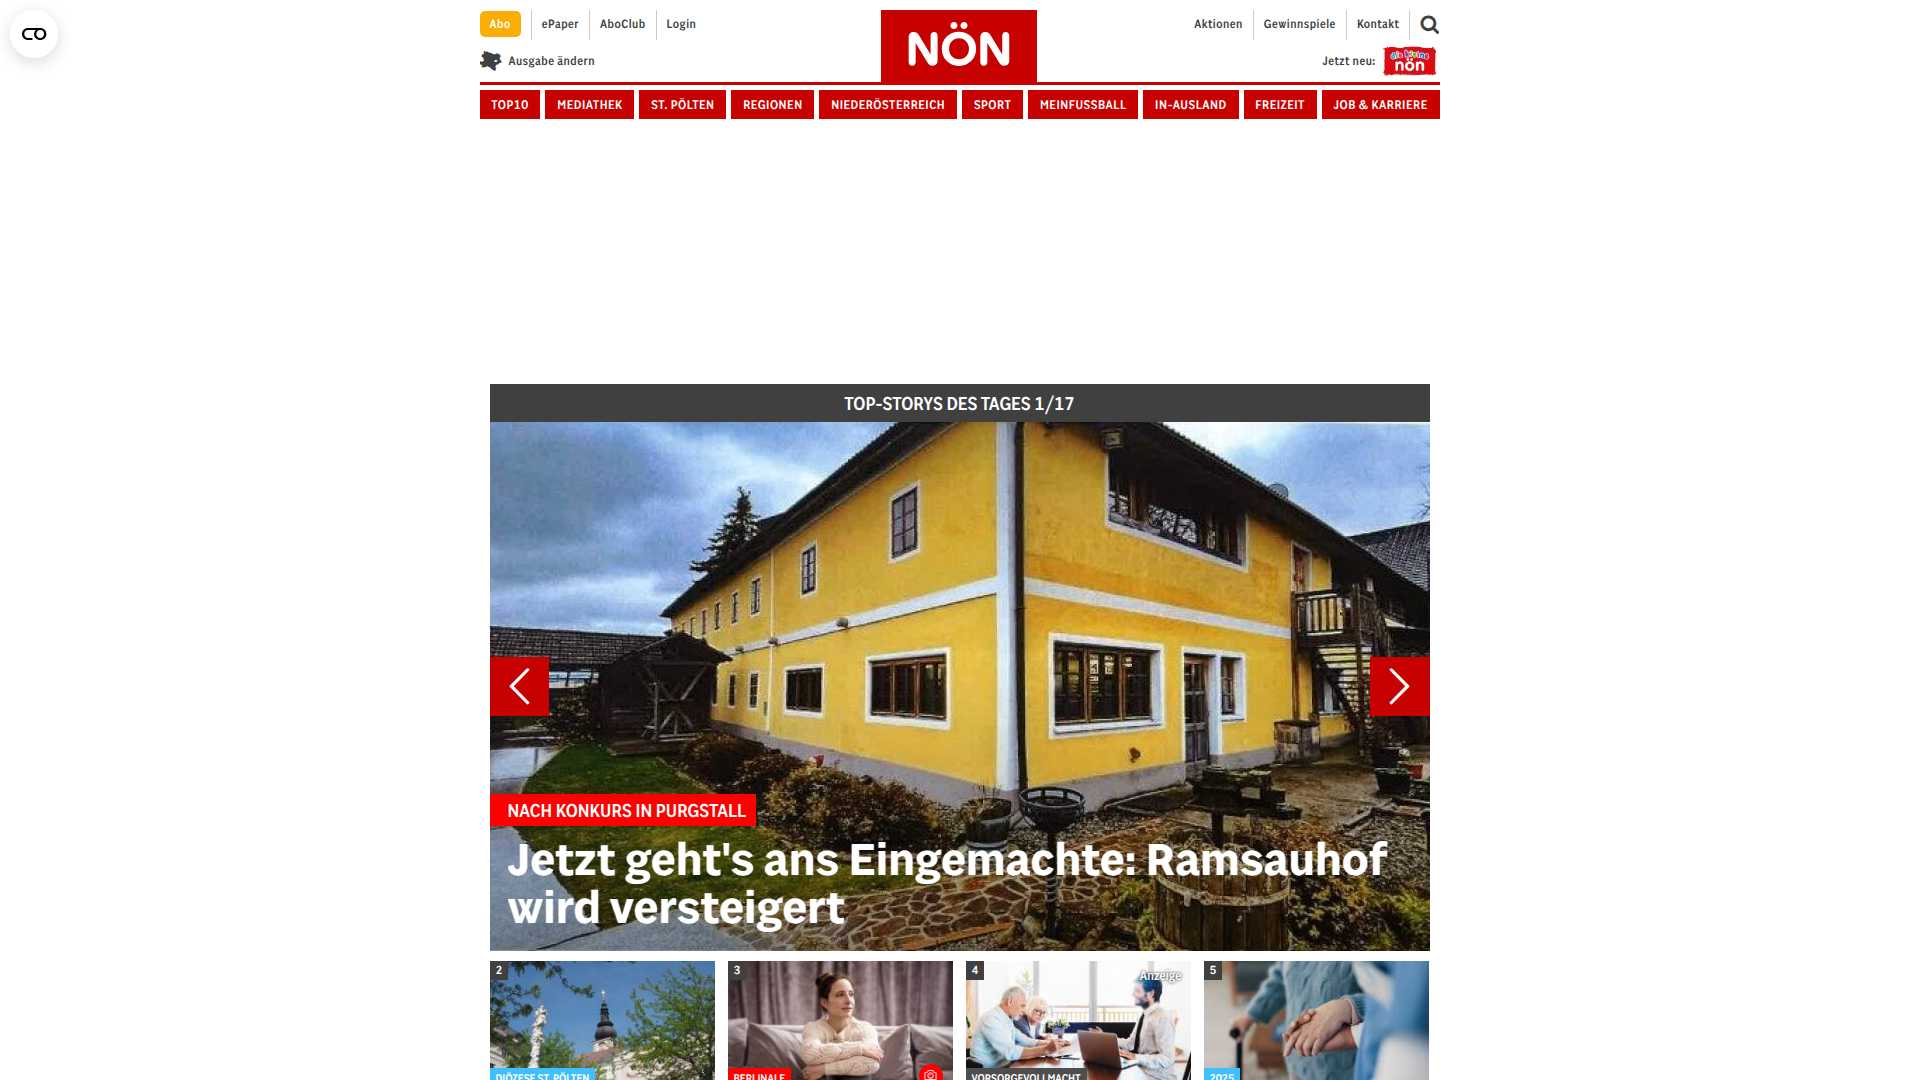 Abo
ePaper
AboClub
Login
NÖN
Aktionen
Gewinnspiele
Kontakt
Ausgabe ändern
Jetzt neu:
die kleine
nön
TOP10
MEDIATHEK
ST. PÖLTEN
REGIONEN
NIEDERÖSTERREICH
SPORT
MEINFUSSBALL
IN-AUSLAND
FREIZEIT
JOB & KARRIERE
TOP-STORYS DES TAGES 1/17
NACH KONKURS IN PURGSTALL
Jetzt geht's ans Eingemachte: Ramsauhof
wird versteigert
2
3
4
Anzeige
5
DIÖZESE ST. PÖLTEN
BERLINALE
VORSORGEVOLLMACHT
2025